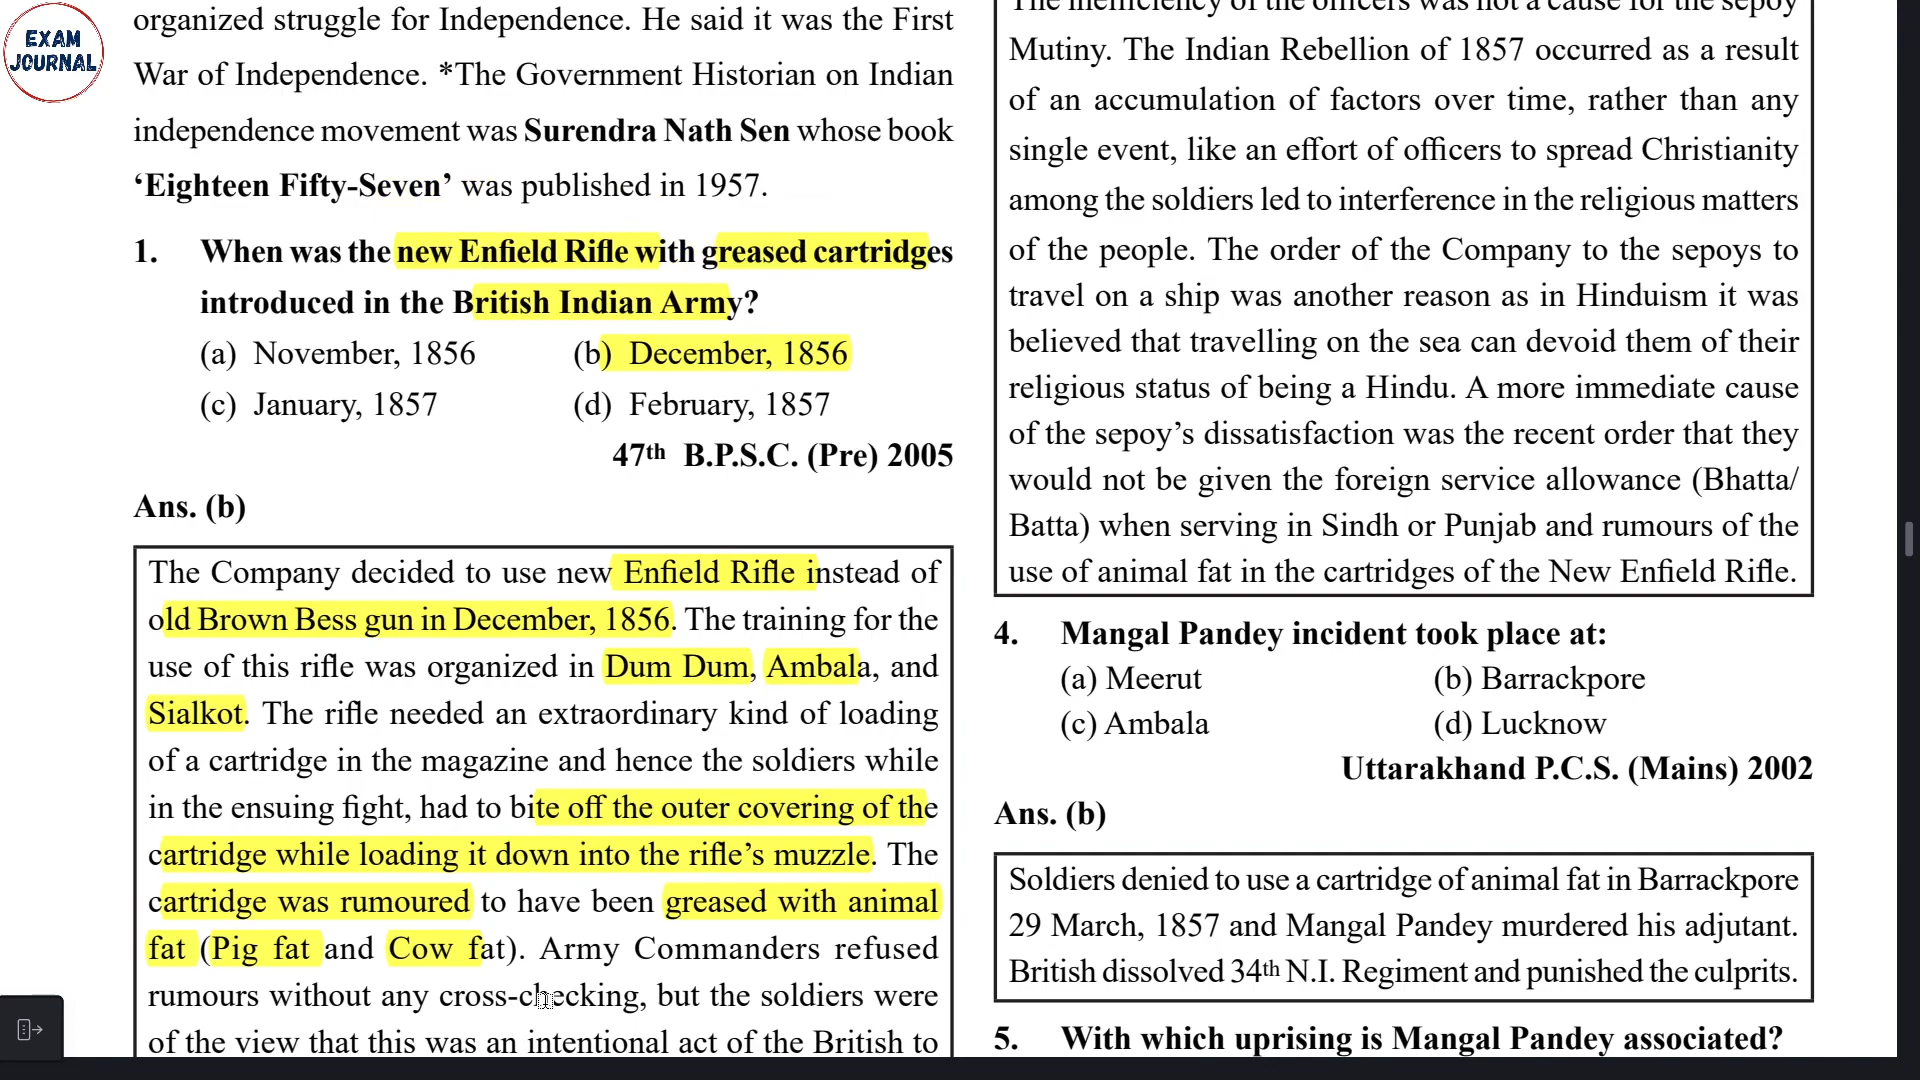 EXAM
JOURNAL
organized struggle for Independence. He said it was the First
War of Independence. *The Government Historian on Indian
independence movement was Surendra Nath Sen whose book
‘Eighteen Fifty-Seven’ was published in 1957.
1. When was the new Enfield Rifle with greased cartridges
introduced in the British Indian Army?
(a) November, 1856 (b) December, 1856
(c) January, 1857 (d) February, 1857
47th B.P.S.C. (Pre) 2005
Ans. (b)
The Company decided to use new Enfield Rifle instead of
old Brown Bess gun in December, 1856. The training for the
use of this rifle was organized in Dum Dum, Ambala, and
Sialkot. The rifle needed an extraordinary kind of loading
of a cartridge in the magazine and hence the soldiers while
in the ensuing fight, had to bite off the outer covering of the
cartridge while loading it down into the rifle’s muzzle. The
cartridge was rumoured to have been greased with animal
fat (Pig fat and Cow fat). Army Commanders refused
rumours without any cross-checking, but the soldiers were
of the view that this was an intentional act of the British to
The inefficiency of the officers was not a cause for the sepoy
Mutiny. The Indian Rebellion of 1857 occurred as a result
of an accumulation of factors over time, rather than any
single event, like an effort of officers to spread Christianity
among the soldiers led to interference in the religious matters
of the people. The order of the Company to the sepoys to
travel on a ship was another reason as in Hinduism it was
believed that travelling on the sea can devoid them of their
religious status of being a Hindu. A more immediate cause
of the sepoy’s dissatisfaction was the recent order that they
would not be given the foreign service allowance (Bhatta/
Batta) when serving in Sindh or Punjab and rumours of the
use of animal fat in the cartridges of the New Enfield Rifle.
4. Mangal Pandey incident took place at:
(a) Meerut (b) Barrackpore
(c) Ambala (d) Lucknow
Uttarakhand P.C.S. (Mains) 2002
Ans. (b)
Soldiers denied to use a cartridge of animal fat in Barrackpore
29 March, 1857 and Mangal Pandey murdered his adjutant.
British dissolved 34th N.I. Regiment and punished the culprits.
5. With which uprising is Mangal Pandey associated?